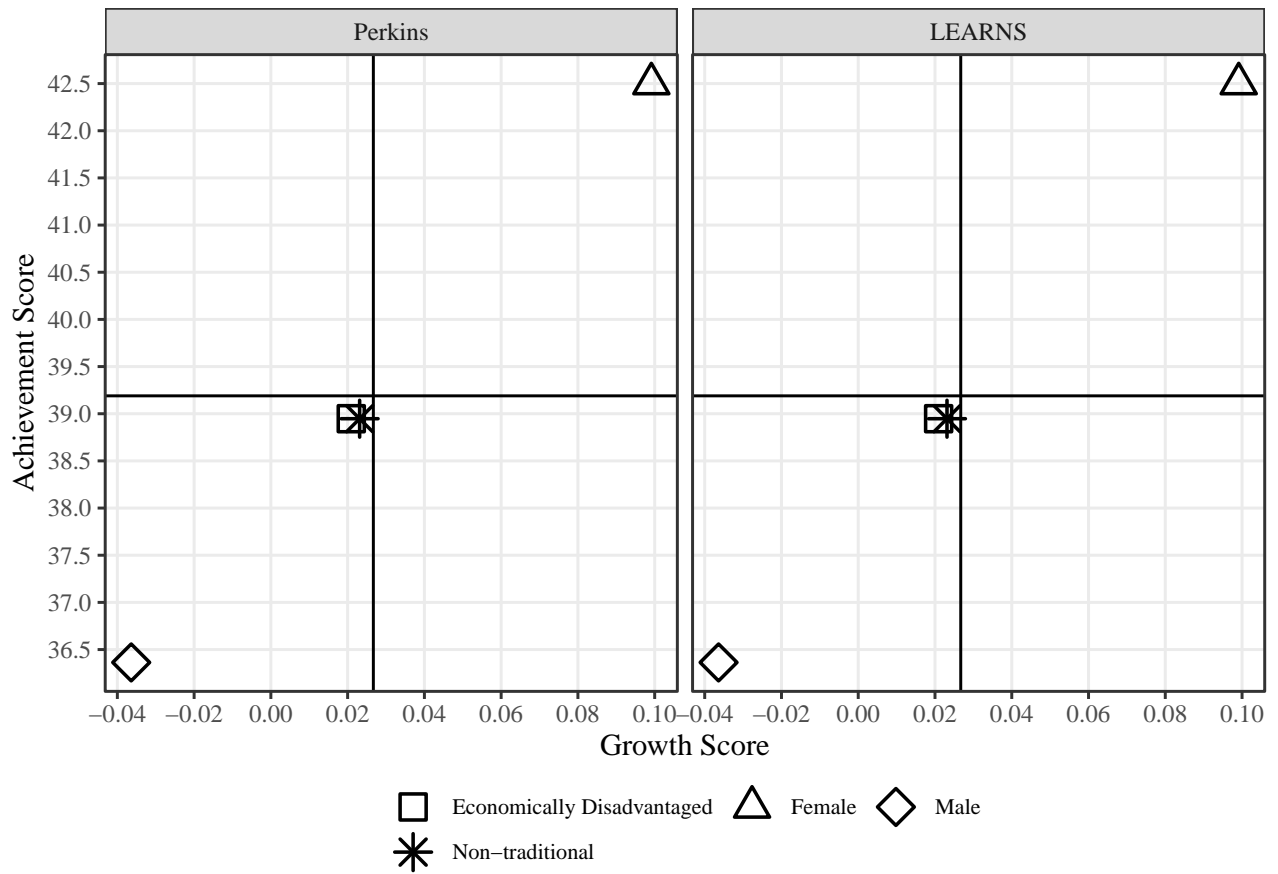 Perkins LEARNS
42.5
42.0
41.5
41.0
40.5
40.0
39.5
39.0
38.5
38.0
37.5
37.0
36.5
Achievement Score
−0.04 −0.02 0.00 0.02 0.04 0.06 0.08 0.10 −0.04 −0.02 0.00 0.02 0.04 0.06 0.08 0.10
Growth Score
Economically Disadvantaged Female Male
Non−traditional